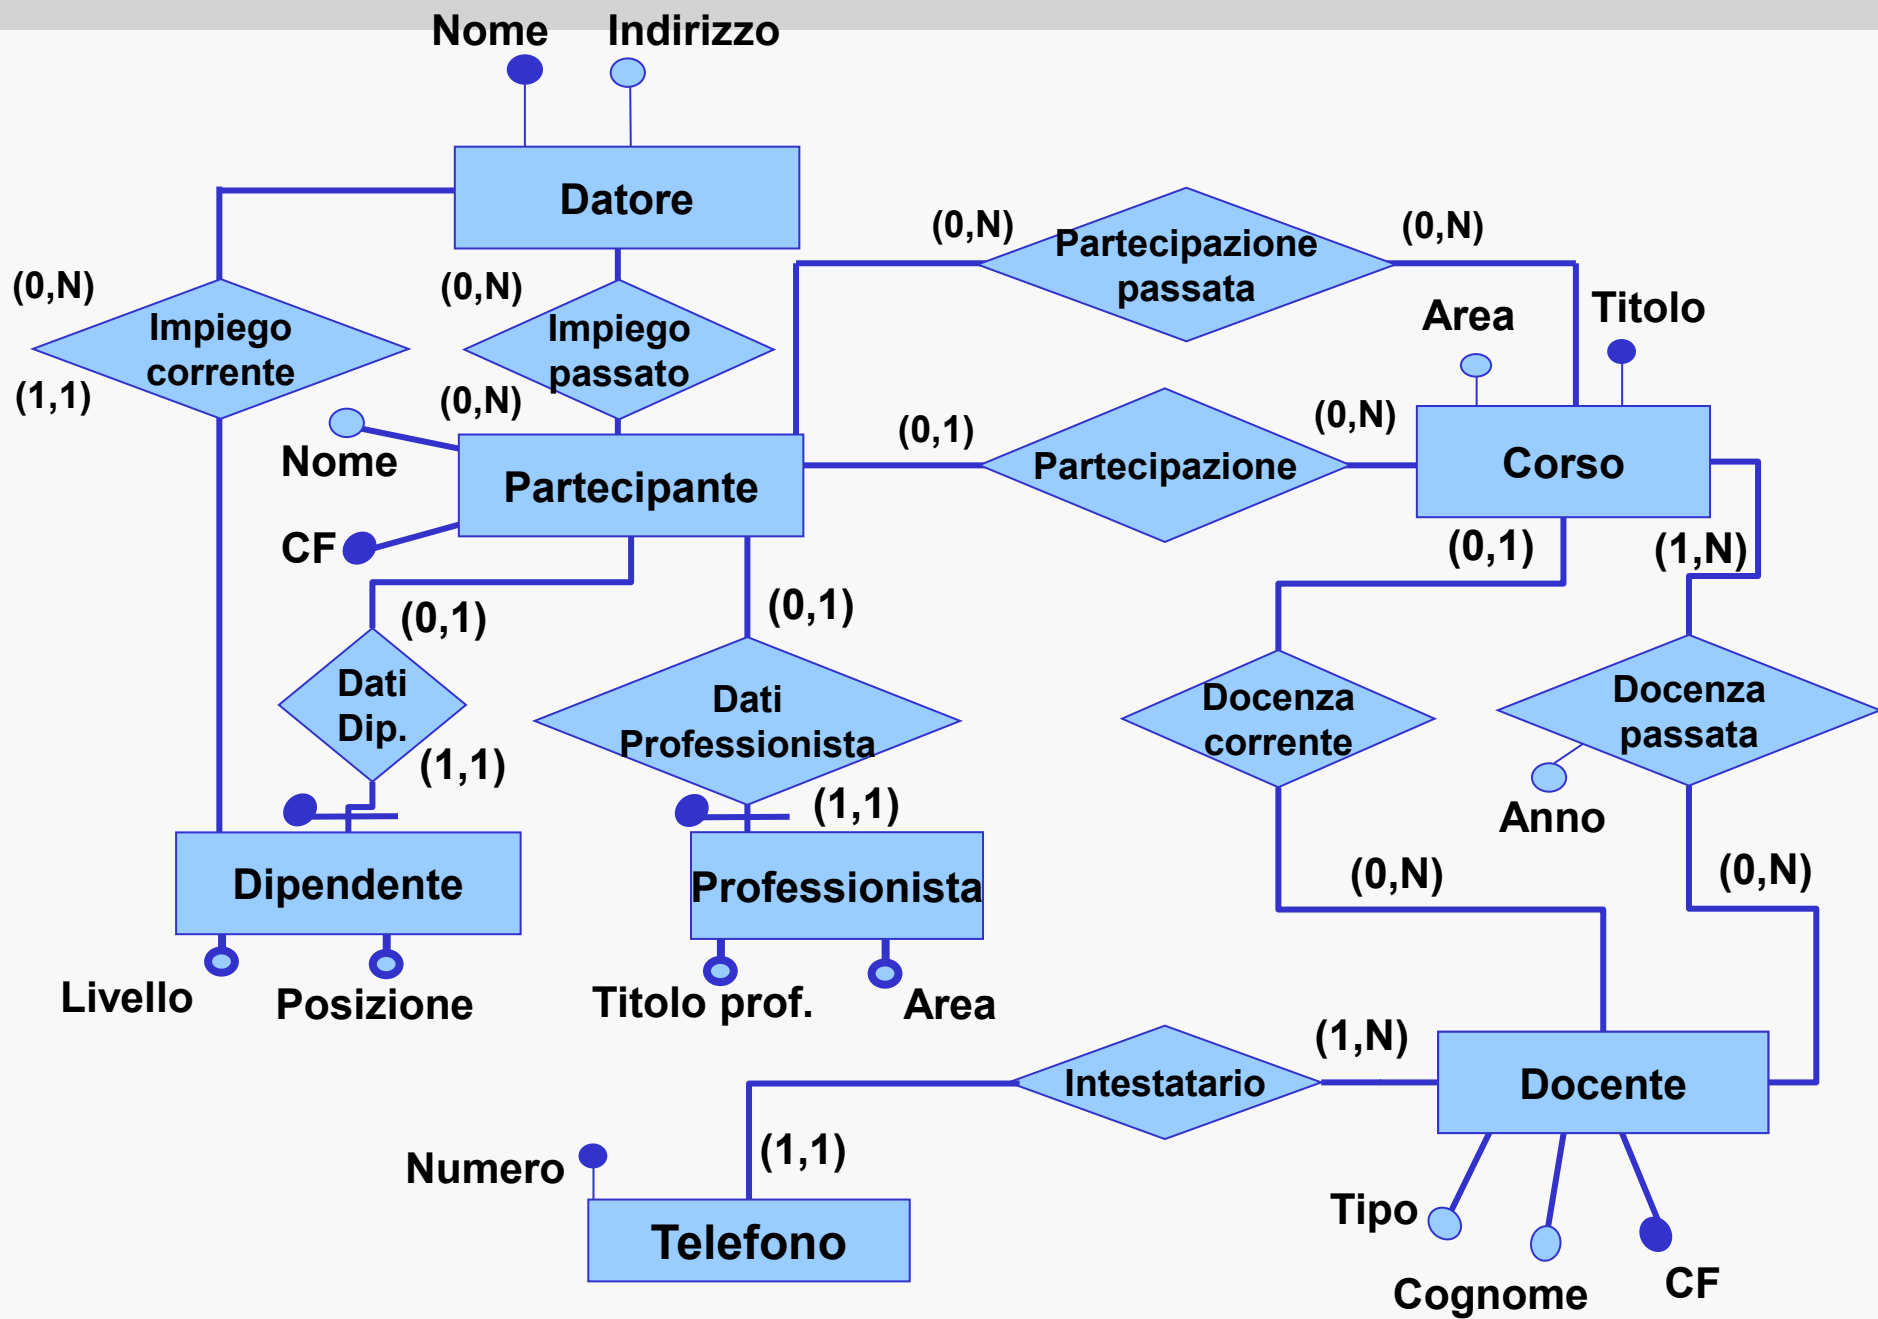 Nome
Indirizzo
Datore
(0,N)
Partecipazione
passata
(0,N)
(0,N)
Impiego
corrente
(1,1)
(0,N)
Impiego
passato
(0,N)
Area
Titolo
Nome
Partecipante
CF
(0,1)
Partecipazione
(0,N)
Corso
(0,1)
(1,N)
(0,1)
Dati
Dip.
(1,1)
(0,1)
Dati
Professionista
(1,1)
Docenza
corrente
Docenza
passata
Anno
(0,N)
(0,N)
Dipendente
Professionista
Livello
Posizione
Titolo prof.
Area
Intestatario
(1,N)
Docente
(1,1)
Numero
Telefono
Tipo
Cognome
CF